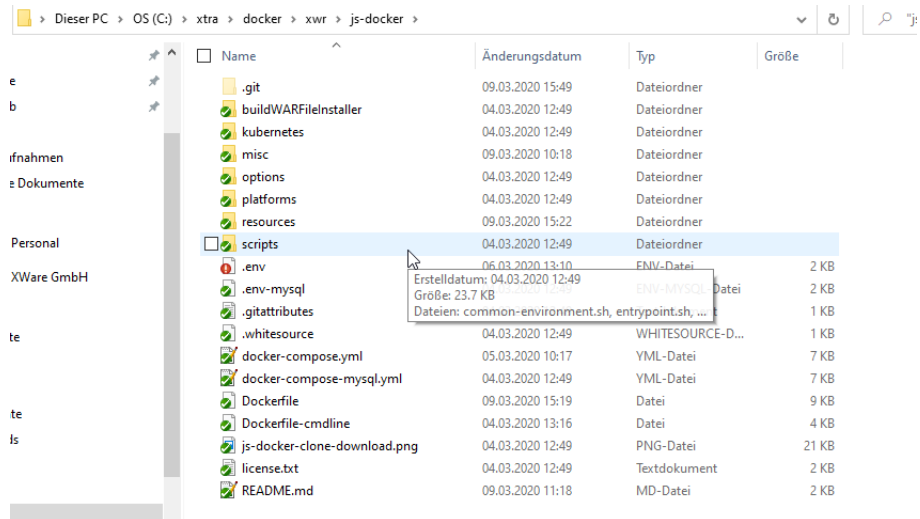 > Dieser PC > OS (C:) > xtra > docker > xwr > js-docker >
Name Änderungsdatum Typ Größe
.git 09.03.2020 15:49 Dateiordner
e
buildWARFileInstaller 04.03.2020 12:49 Dateiordner
b
kubernetes 04.03.2020 12:49 Dateiordner
misc 09.03.2020 10:18 Dateiordner
ufnahmen
options 04.03.2020 12:49 Dateiordner
e Dokumente
platforms 04.03.2020 12:49 Dateiordner
resources 09.03.2020 15:22 Dateiordner
Personal
scripts 04.03.2020 12:49 Dateiordner
.env 06.03.2020 13:10 ENV-Datei 2 KB
XWare GmbH
Erstelldatum: 04.03.2020 12:49
.env-mysql 12:49 ENV-MYSQL-Datei 2 KB
Größe: 23.7 KB
.gitattributes 1 KB
Dateien: common-environment.sh, entrypoint.sh, ...
.whitesource 04.03.2020 12:49 WHITESOURCE-D... 1 KB
te
docker-compose.yml 05.03.2020 10:17 YML-Datei 7 KB
docker-compose-mysql.yml 04.03.2020 12:49 YML-Datei 7 KB
Dockerfile 09.03.2020 15:19 Datei 9 KB
ite
Dockerfile-cmdline 04.03.2020 13:16 Datei 4 KB
ds
js-docker-clone-download.png 04.03.2020 12:49 PNG-Datei 21 KB
license.txt 04.03.2020 12:49 Textdokument 2 KB
README.md 09.03.2020 11:18 MD-Datei 2 KB